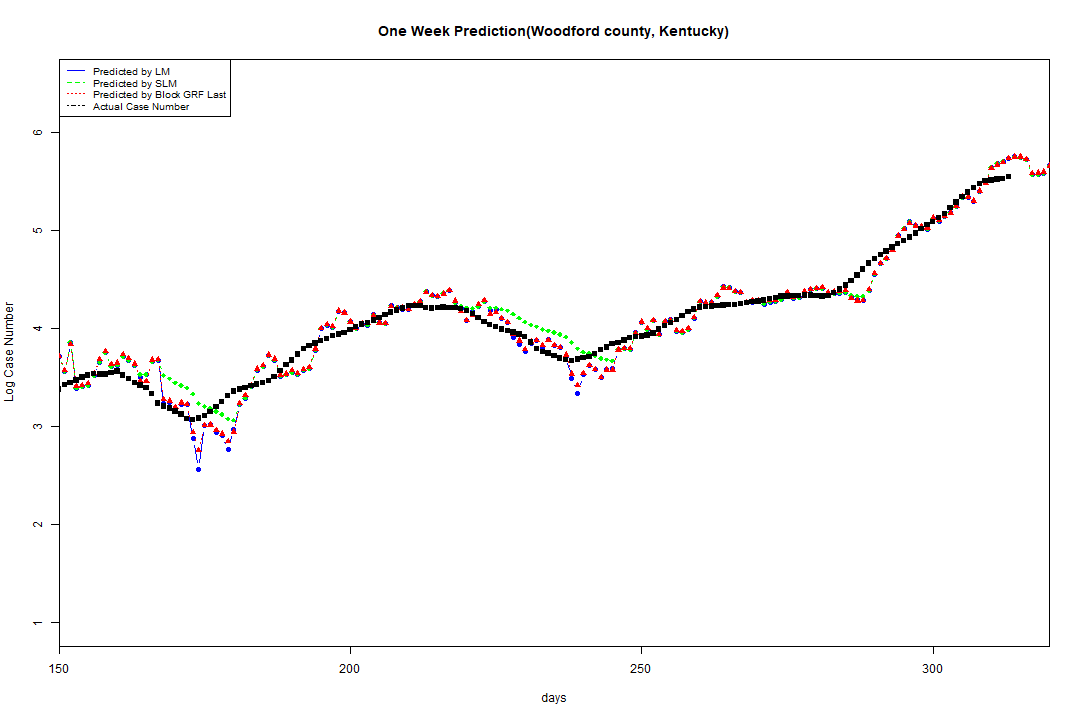 One Week Prediction(Woodford county, Kentucky)
Predicted by LM
Predicted by SLM
Predicted by Block GRF Last
Actual Case Number
Log Case Number
6
5
4
3
2
1
150 200 250 300
days